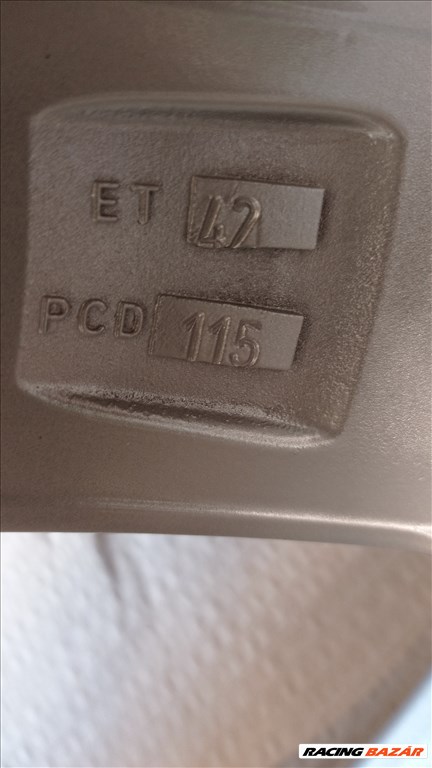 ET 42
PCD 115
RACING BAZÁR